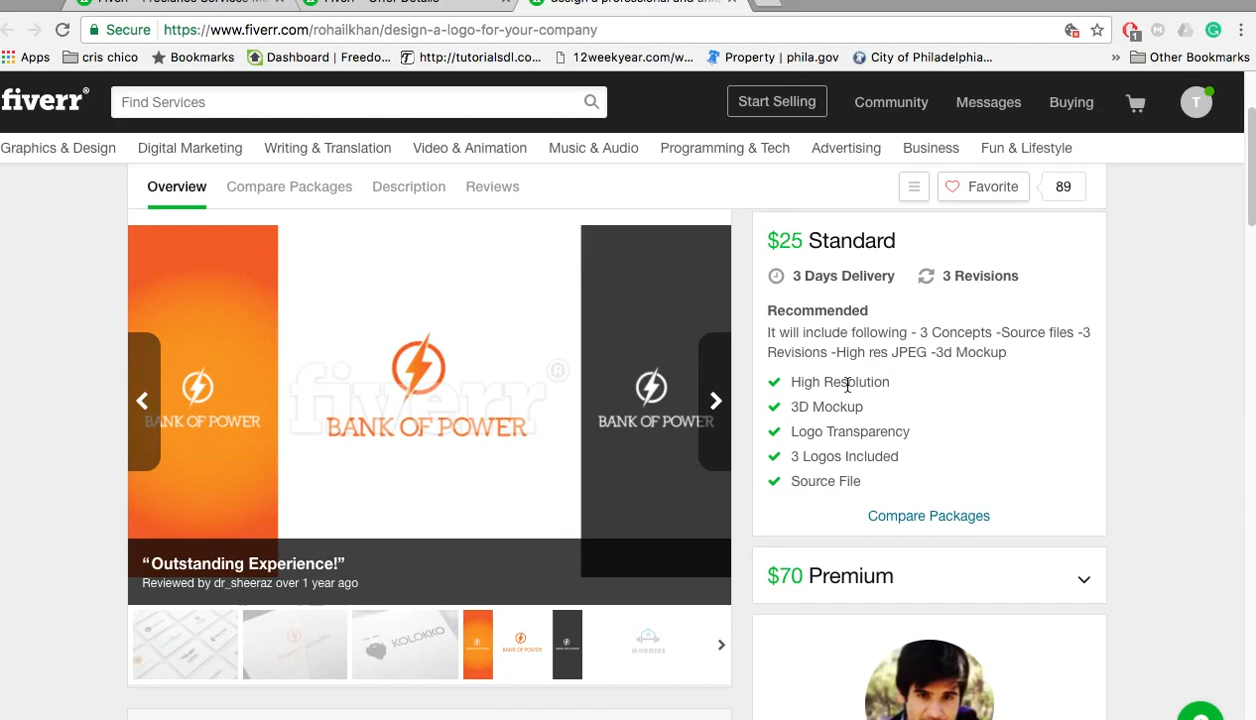 Fiverr
Secure https://www.fiverr.com/rohailkhan/design-a-logo-for-your-company
1
Apps cris chico Bookmarks Dashboard | Freedo... http://tutorialsdl.co... 12weekyear.com/w... Property | phila.gov City of Philadelphia... » Other Bookmarks
fiverr® Find Services Start Selling Community Messages Buying T
Graphics & Design Digital Marketing Writing & Translation Video & Animation Music & Audio Programming & Tech Advertising Business Fun & Lifestyle
Overview Compare Packages Description Reviews Favorite 89
$25 Standard
3 Days Delivery 3 Revisions
Recommended
It will include following - 3 Concepts -Source files -3
Revisions -High res JPEG -3d Mockup
High Resolution
3D Mockup
Logo Transparency
3 Logos Included
Source File
Compare Packages
$70 Premium
fiverr®
BANK OF POWER
BANK OF POWER
BANK OF POWER
“Outstanding Experience!”
Reviewed by dr_sheeraz over 1 year ago
KOLOKKO
BANK OF POWER